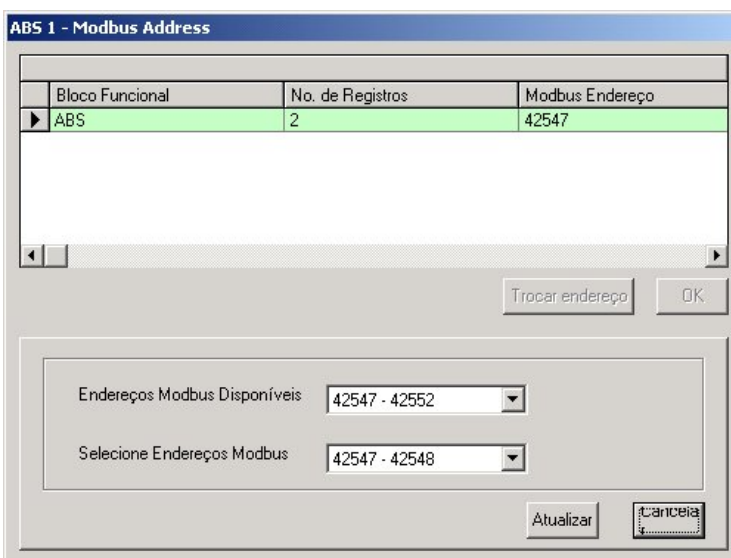 ABS 1 - Modbus Address
Bloco Funcional No. de Registros Modbus Endereço
ABS 2 42547
Trocar endereço OK
Endereços Modbus Disponíveis 42547 - 42552
Selecione Endereços Modbus 42547 - 42548
Atualizar Cancela